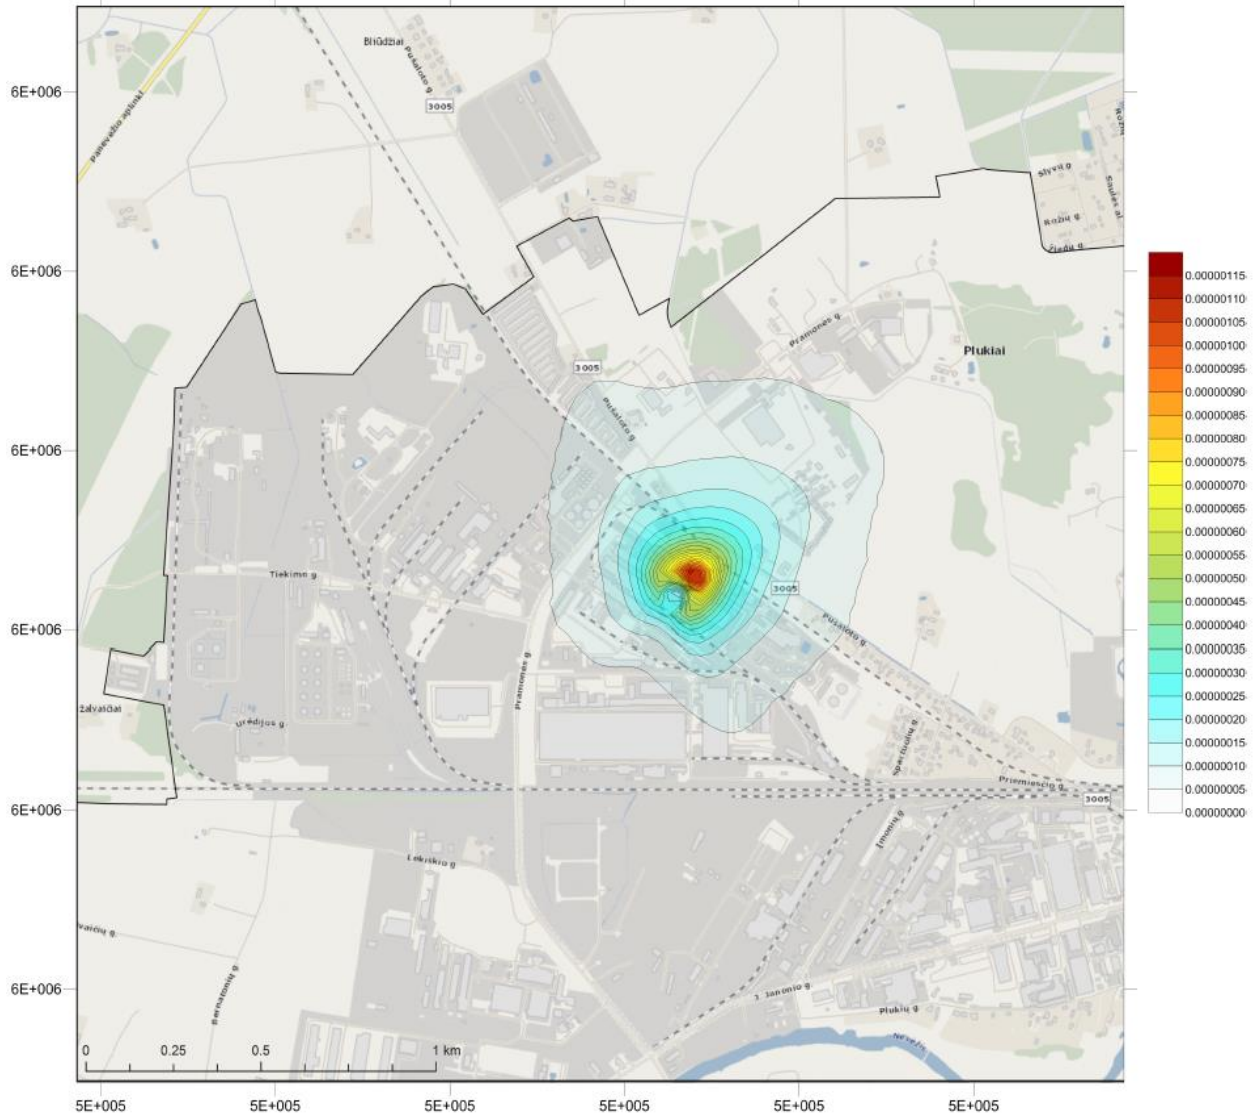 Bliūdžiai
Pušaloto g.
3005
Panevėžio aplinkl
Slyvų g
Rožių g.
Žiedų g
Saulės al
Pramonės g.
Plukiai
3005
Pušaloto g.
Tiekimo g.
3005
Pušaloto g.
Pramonės g
žalvaičiai
Urėdijos g.
Priemiesčio g.
3005
Įmonių g
Lakiškio g
vaičių g.
Bernatonių g
J. Janonio g.
Plukių g
Nevėžis
0
0.25
0.5
1 km
6E+006
6E+006
6E+006
6E+006
6E+006
6E+006
5E+005
5E+005
5E+005
5E+005
5E+005
5E+005
0.00000115
0.00000110
0.00000105
0.00000100
0.00000095
0.00000090
0.00000085
0.00000080
0.00000075
0.00000070
0.00000065
0.00000060
0.00000055
0.00000050
0.00000045
0.00000040
0.00000035
0.00000030
0.00000025
0.00000020
0.00000015
0.00000010
0.00000005
0.00000000